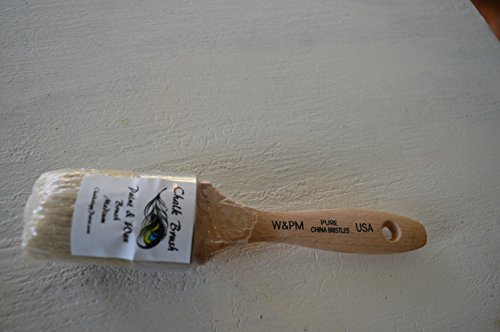 Chalk Brush
Paint & Wax
Brush
Medium
W&PM
PURE
CHINA BRISTLES
USA